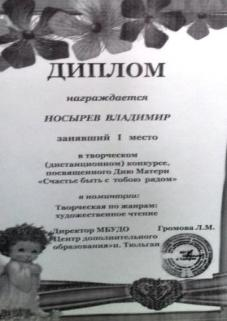 ДИПЛОМ
награждается
НОСЫРЕВ ВЛАДИМИР
занявший I место
в творческом
(дистанционном) конкурсе,
посвященного Дню Матери
«Счастье быть с тобою рядом»
в номинации:
Творческая по жанрам:
художественное чтение
Директор МБУДО Громова Л.М.
«Центр дополнительного
образования»п. Тюльган